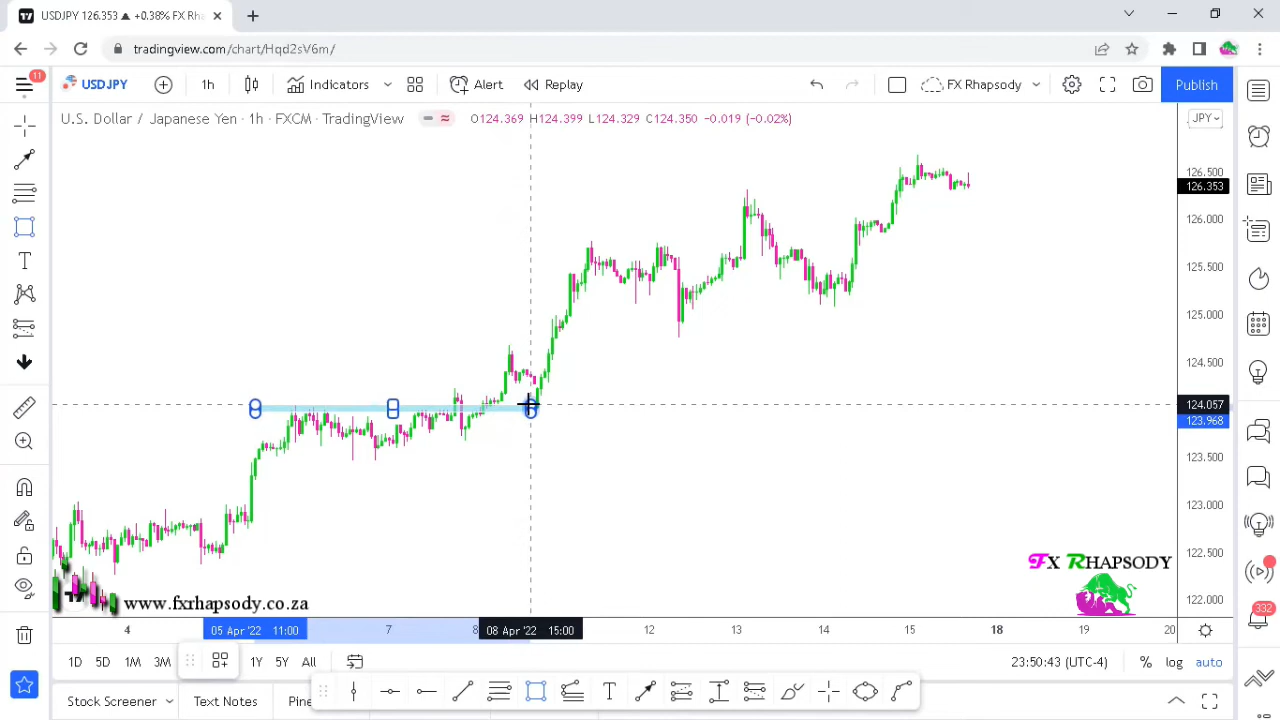 USDJPY 126.353 ▲ +0.38% FX Rha
tradingview.com/chart/Hqd2sV6m/
11
USDJPY
1h
Indicators
Alert
Replay
FX Rhapsody
Publish
U.S. Dollar / Japanese Yen · 1h · FXCM · TradingView
O124.369 H124.399 L124.329 C124.350 -0.019 (-0.02%)
JPY
126.500
126.353
126.000
125.500
125.000
124.500
124.057
123.968
123.500
123.000
122.500
122.000
FX RHAPSODY
www.fxrhapsody.co.za
4
05 Apr '22 11:00
7
8
08 Apr '22 15:00
12
13
14
15
18
19
20
332
1D
5D
1M
3M
1Y
5Y
All
23:50:43 (UTC-4)
%
log
auto
Stock Screener
Text Notes
Pine